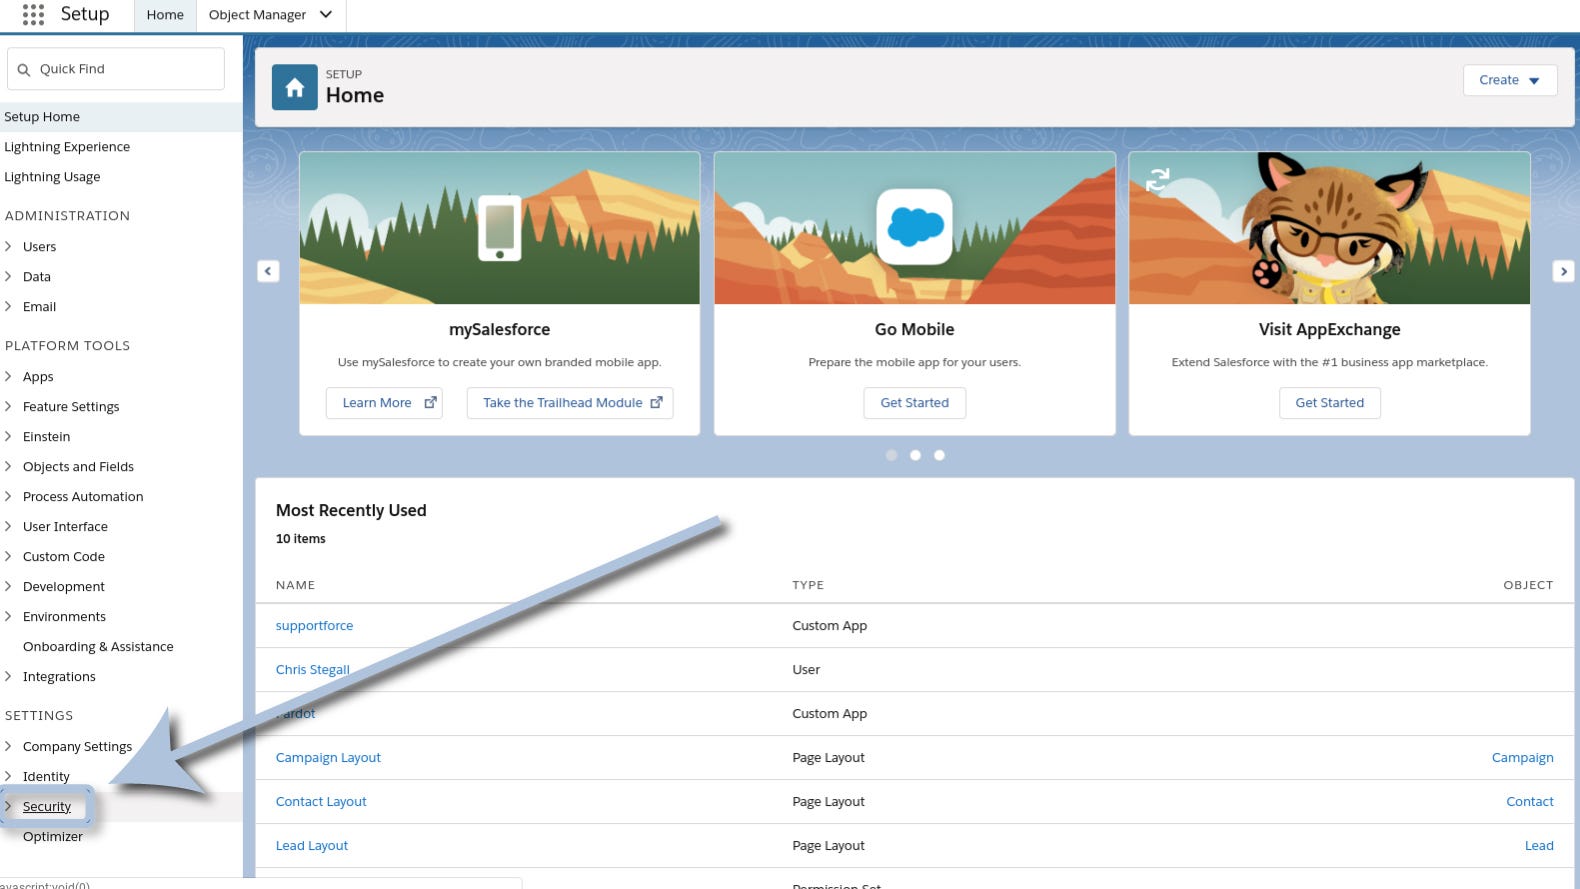 Setup
Home
Object Manager
Quick Find
Setup Home
Lightning Experience
Lightning Usage
ADMINISTRATION
Users
Data
Email
PLATFORM TOOLS
Apps
Feature Settings
Einstein
Objects and Fields
Process Automation
User Interface
Custom Code
Development
Environments
Onboarding & Assistance
Integrations
SETTINGS
Company Settings
Identity
Security
Optimizer
SETUP
Home
Create
mySalesforce
Use mySalesforce to create your own branded mobile app.
Learn More
Take the Trailhead Module
Go Mobile
Prepare the mobile app for your users.
Get Started
Visit AppExchange
Extend Salesforce with the #1 business app marketplace.
Get Started
Most Recently Used
10 items
NAME TYPE OBJECT
supportforce Custom App
Chris Stegall User
Pardot Custom App
Campaign Layout Page Layout Campaign
Contact Layout Page Layout Contact
Lead Layout Page Layout Lead
Permission Set
avascript:void(0)